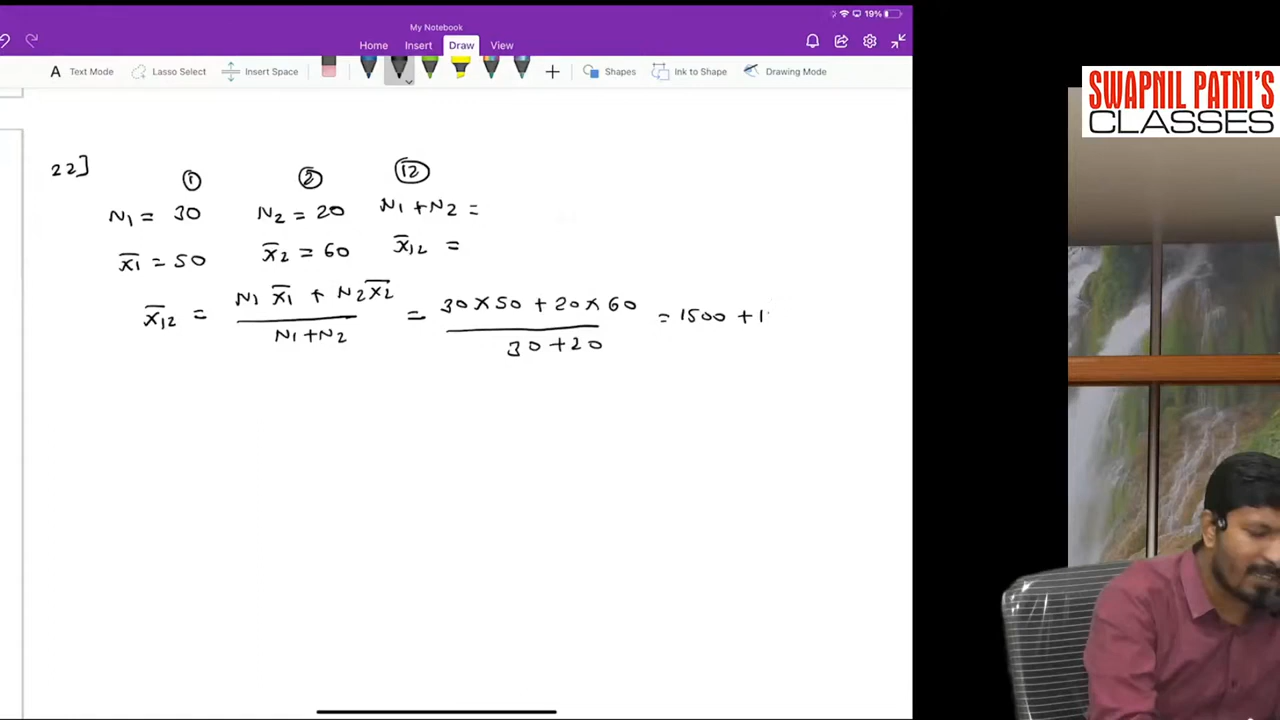 19%
My Notebook
Home Insert Draw View
A Text Mode Lasso Select Insert Space + Shapes Ink to Shape Drawing Mode
SWAPNIL PATNI'S
CLASSES
22]
① ② ⑫
N₁ = 30 N₂ = 20 N₁ + N₂ =
x̄₁ = 50 x̄₂ = 60 x̄₁₂ =
x̄₁₂ = N₁ x̄₁ + N₂ x̄₂ / N₁ + N₂ = 30 × 50 + 20 × 60 / 30 + 20 = 1500 + 1